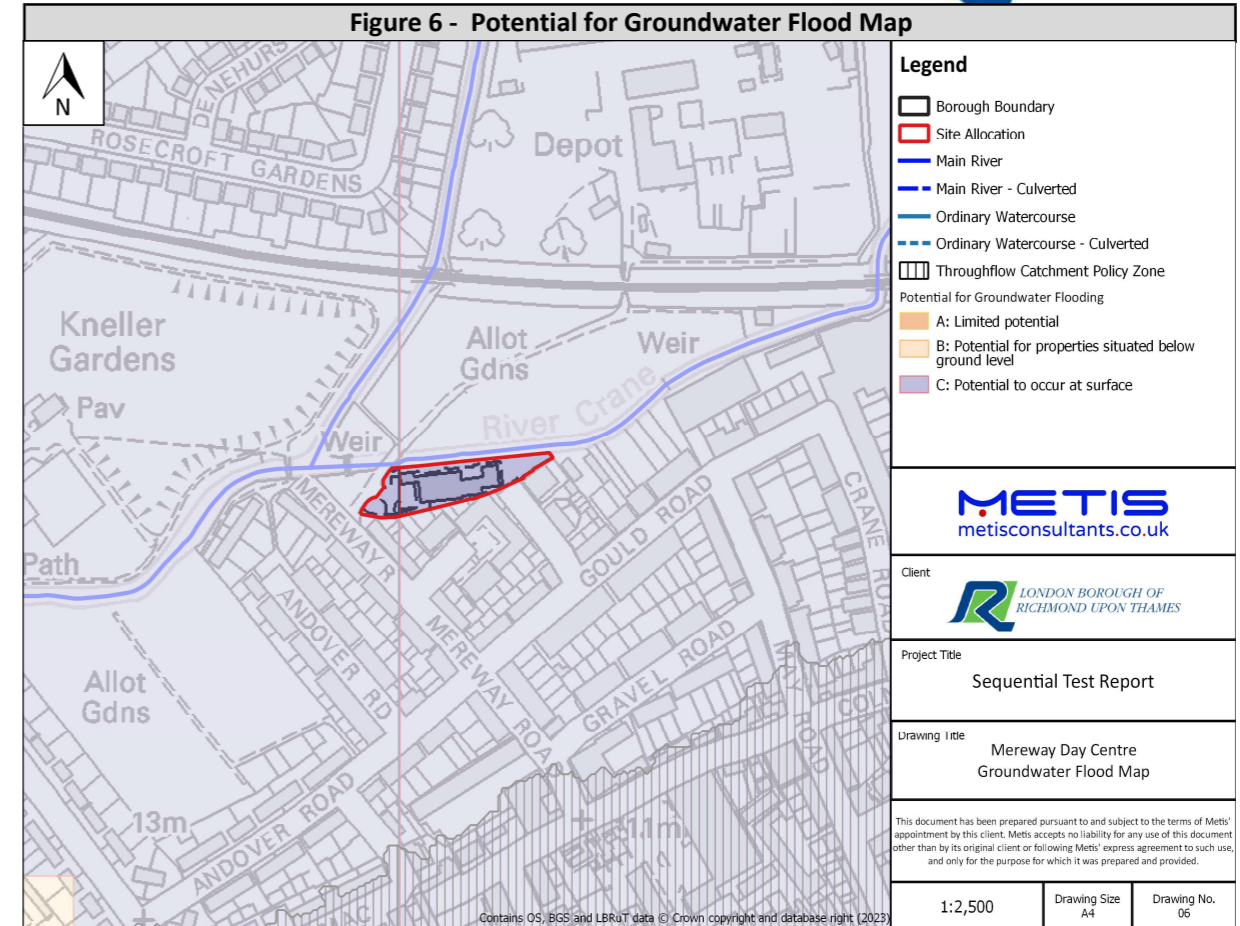 Figure 6 - Potential for Groundwater Flood Map
N
DENEHURS
ROSECROFT GARDENS
Depot
Kneller
Gardens
Allot
Gdns
Weir
Pav
River Crane
Weir
MEREWAY R
GOULD ROAD
CRANE ROAD
Path
ANDOVER RD
MEREWAY ROAD
GRAVEL ROAD
MAY ROAD
COLN
Allot
Gdns
13m
ANDOVER ROAD
11m
Contains OS, BGS and LBRuT data © Crown copyright and database right (2023)
Legend
Borough Boundary
Site Allocation
Main River
Main River - Culverted
Ordinary Watercourse
Ordinary Watercourse - Culverted
Throughflow Catchment Policy Zone
Potential for Groundwater Flooding
A: Limited potential
B: Potential for properties situated below
ground level
C: Potential to occur at surface
METIS
metisconsultants.co.uk
Client
LONDON BOROUGH OF
RICHMOND UPON THAMES
Project Title
Sequential Test Report
Drawing Title
Mereway Day Centre
Groundwater Flood Map
This document has been prepared pursuant to and subject to the terms of Metis'
appointment by this client. Metis accepts no liability for any use of this document
other than by its original client or following Metis' express agreement to such use,
and only for the purpose for which it was prepared and provided.
1:2,500
Drawing Size
A4
Drawing No.
06